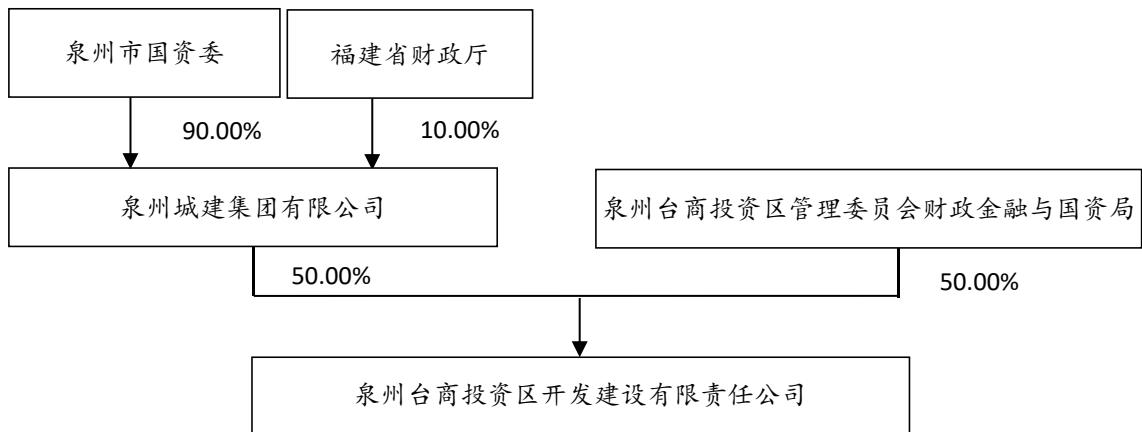 泉州市国资委
福建省财政厅
90.00%
10.00%
泉州城建集团有限公司
泉州台商投资区管理委员会财政金融与国资局
50.00%
50.00%
泉州台商投资区开发建设有限责任公司